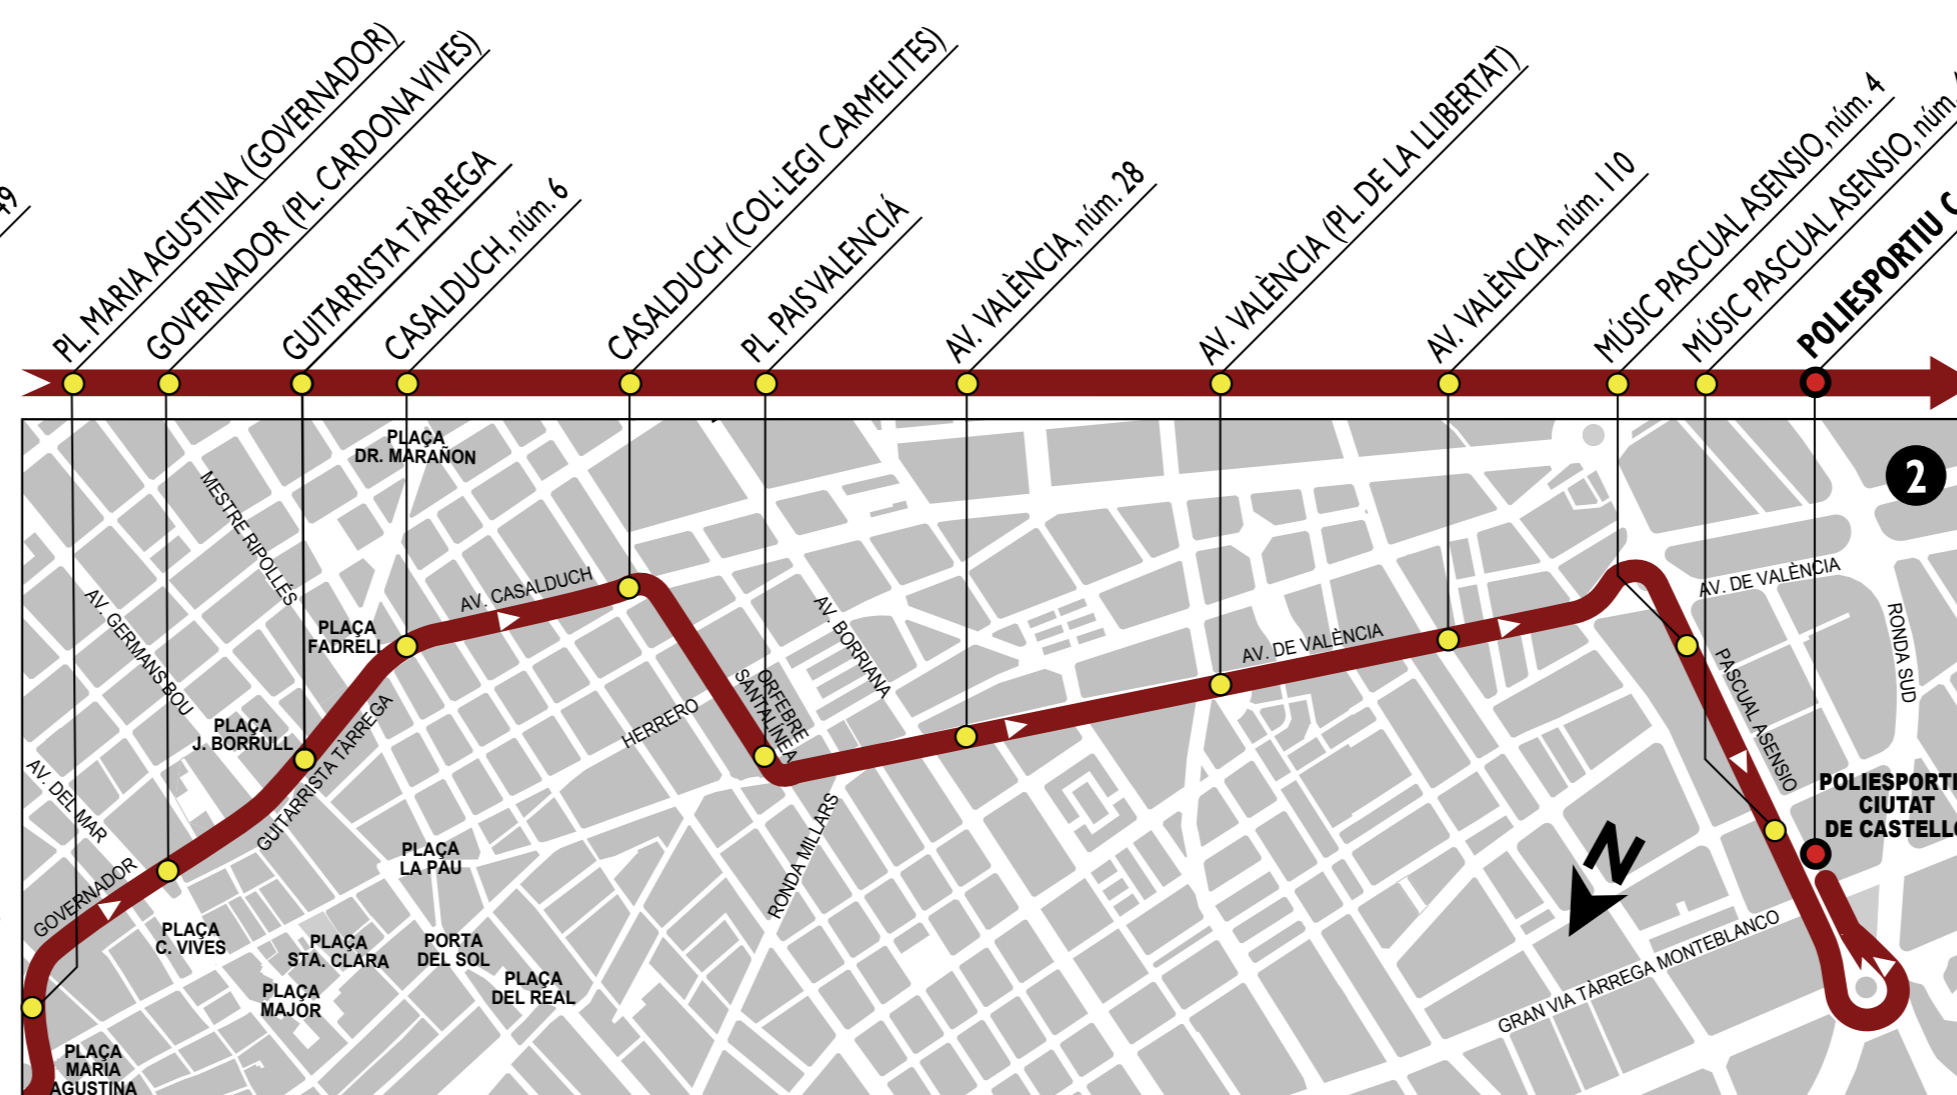 49
PL. MARIA AGUSTINA (GOVERNADOR)
GOVERNADOR (PL. CARDONA VIVES)
GUITARRISTA TÀRREGA
CASALDUCH, núm. 6
CASALDUCH (COL·LEGI CARMELITES)
PL. PAIS VALENCIÁ
AV. VALÈNCIA, núm. 28
AV. VALÈNCIA (PL. DE LA LLIBERTAT)
AV. VALÈNCIA, núm. 110
MÚSIC PASCUAL ASENSIO, núm. 4
MÚSIC PASCUAL ASENSIO, núm.
POLIESPORTIU C
2
PLAÇA
DR. MARAÑON
MESTRE RIPOLLÉS
AV. GERMANS BOU
PLAÇA
FADRELL
AV. CASALDUCH
AV. BORRIANA
ORFEBRE
SANTALÍNEA
HERRERO
AV. DE VALÈNCIA
AV. DE VALÈNCIA
RONDA SUD
PASCUAL ASENSIO
PLAÇA
J. BORRULL
GUITARRISTA TÀRREGA
AV. DEL MAR
GOVERNADOR
PLAÇA
LA PAU
RONDA MILLARS
POLIESPORTI
CIUTAT
DE CASTELLÓ
N
PLAÇA
C. VIVES
PLAÇA
STA. CLARA
PORTA
DEL SOL
PLAÇA
DEL REAL
PLAÇA
MAJOR
GRAN VIA TÀRREGA MONTEBLANCO
PLAÇA
MARIA
AGUSTINA